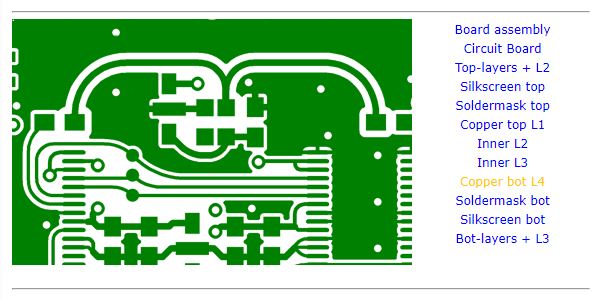 Board assembly
Circuit Board
Top-layers + L2
Silkscreen top
Soldermask top
Copper top L1
Inner L2
Inner L3
Copper bot L4
Soldermask bot
Silkscreen bot
Bot-layers + L3